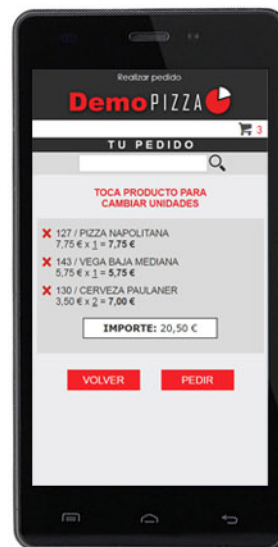 Realizar pedido
Demo PIZZA
3
TU PEDIDO
TOCA PRODUCTO PARA
CAMBIAR UNIDADES
127 / PIZZA NAPOLITANA
7,75 € x 1 = 7,75 €
143 / VEGA BAJA MEDIANA
5,75 € x 1 = 5,75 €
130 / CERVEZA PAULANER
3,50 € x 2 = 7,00 €
IMPORTE: 20,50 €
VOLVER PEDIR